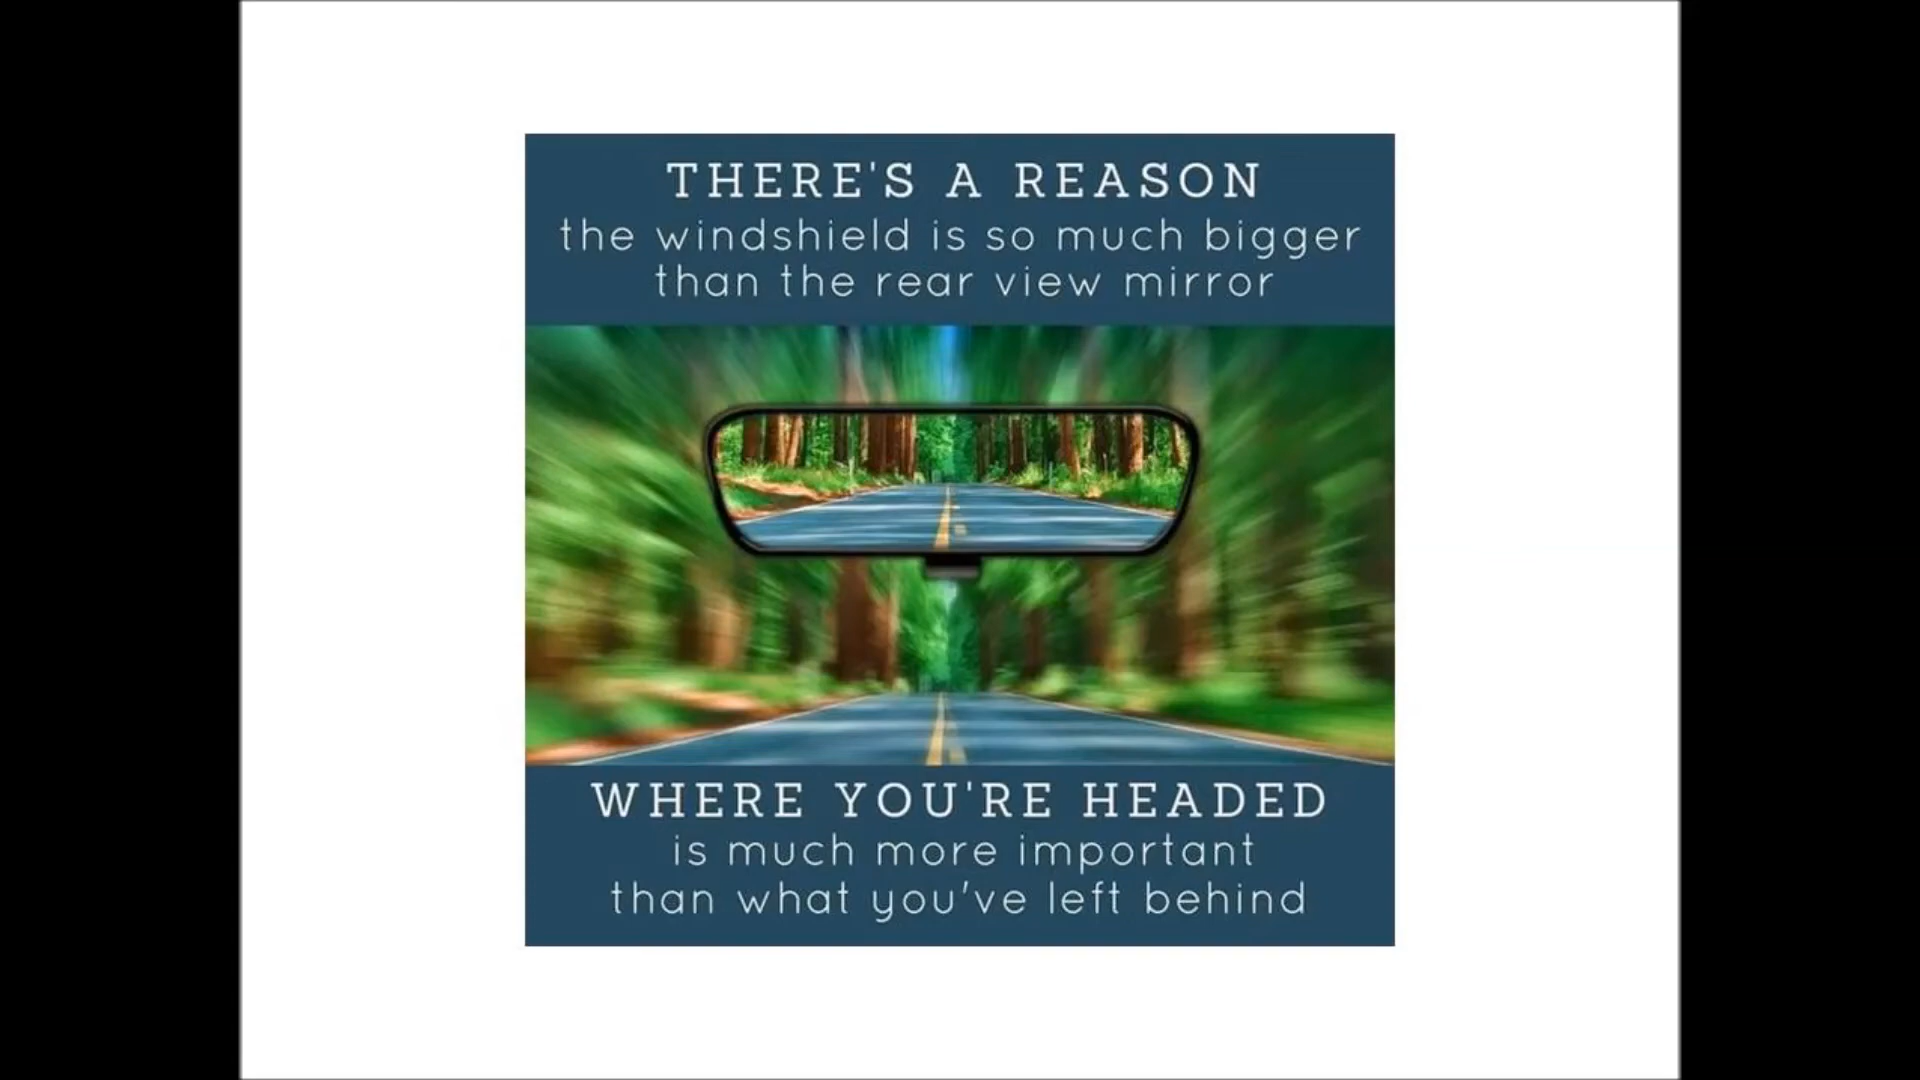 THERE'S A REASON
the windshield is so much bigger
than the rear view mirror
WHERE YOU'RE HEADED
is much more important
than what you've left behind